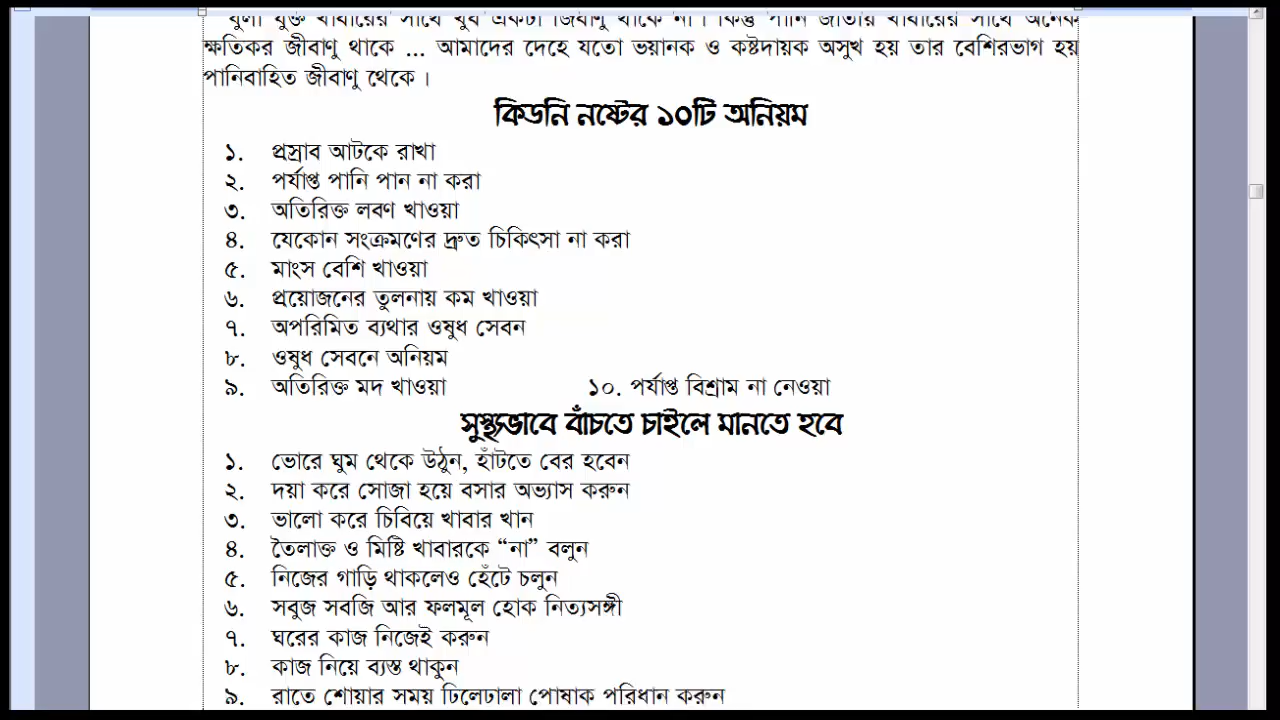 ধুলা যুক্ত খাবারের সাথে খুব একটা জিবাণু থাকে না। কিন্তু পানি জাতীয় খাবারের সাথে অনেক
ক্ষতিকর জীবাণু থাকে ... আমাদের দেহে যতো ভয়ানক ও কষ্টদায়ক অসুখ হয় তার বেশিরভাগ হয়
পানিবাহিত জীবাণু থেকে।
কিডনি নষ্টের ১০টি অনিয়ম
১. প্রস্রাব আটকে রাখা
২. পর্যাপ্ত পানি পান না করা
৩. অতিরিক্ত লবণ খাওয়া
৪. যেকোন সংক্রমণের দ্রুত চিকিৎসা না করা
৫. মাংস বেশি খাওয়া
৬. প্রয়োজনের তুলনায় কম খাওয়া
৭. অপরিমিত ব্যথার ওষুধ সেবন
৮. ওষুধ সেবনে অনিয়ম
৯. অতিরিক্ত মদ খাওয়া ১০. পর্যাপ্ত বিশ্রাম না নেওয়া
সুস্থ্যভাবে বাঁচতে চাইলে মানতে হবে
১. ভোরে ঘুম থেকে উঠুন, হাঁটতে বের হবেন
২. দয়া করে সোজা হয়ে বসার অভ্যাস করুন
৩. ভালো করে চিবিয়ে খাবার খান
৪. তৈলাক্ত ও মিষ্টি খাবারকে “না” বলুন
৫. নিজের গাড়ি থাকলেও হেঁটে চলুন
৬. সবুজ সবজি আর ফলমূল হোক নিত্যসঙ্গী
৭. ঘরের কাজ নিজেই করুন
৮. কাজ নিয়ে ব্যস্ত থাকুন
৯. রাতে শোয়ার সময় ঢিলেঢালা পোষাক পরিধান করুন